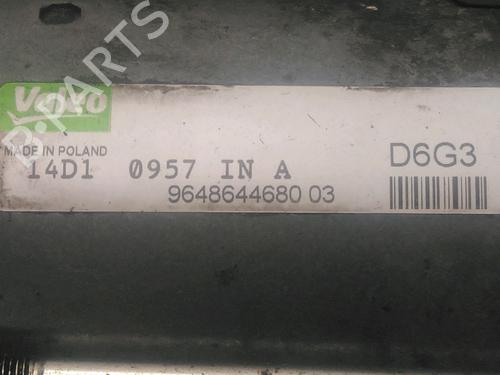 Valeo
B-PARTS
MADE IN POLAND
14D1 0957 IN A
D6G3
9648644680 03